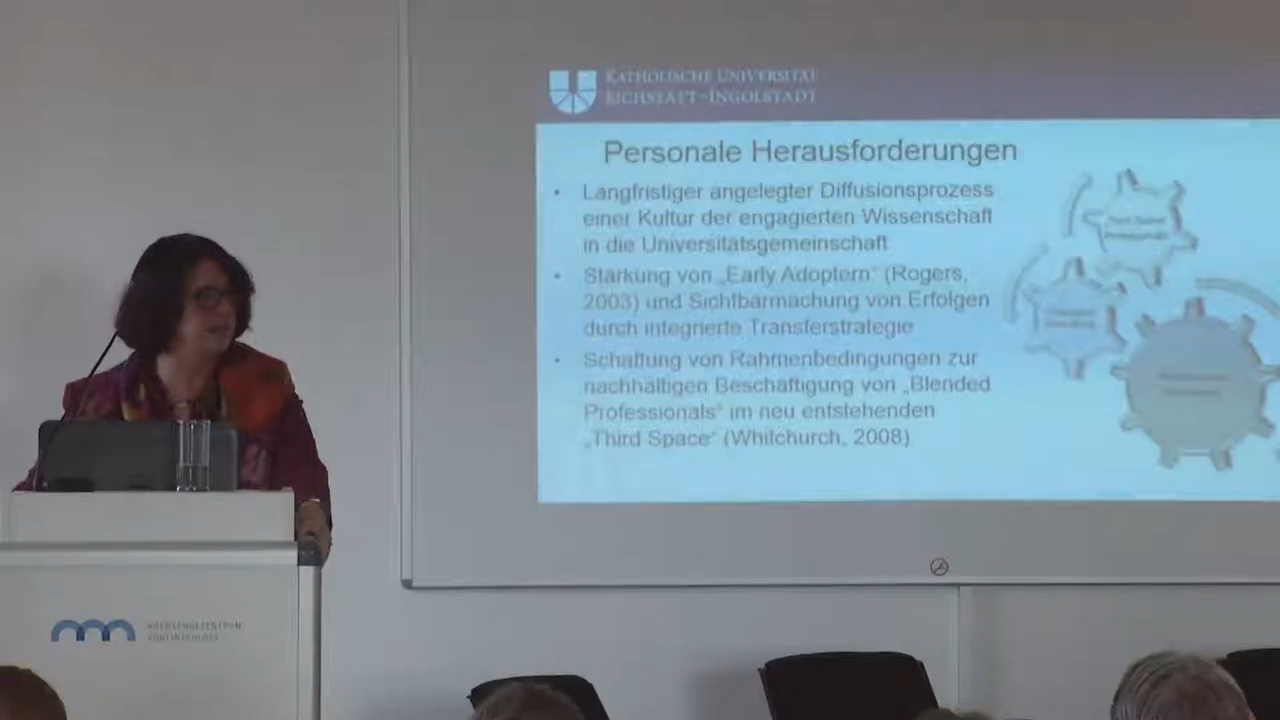 KATHOLISCHE UNIVERSITÄT
EICHSTÄTT-INGOLSTADT
Personale Herausforderungen
• Langfristiger angelegter Diffusionsprozess
einer Kultur der engagierten Wissenschaft
in die Universitätsgemeinschaft
• Stärkung von „Early Adoptern“ (Rogers,
2003) und Sichtbarmachung von Erfolgen
durch integrierte Transferstrategie
• Schaffung von Rahmenbedingungen zur
nachhaltigen Beschäftigung von „Blended
Professionals“ im neu entstehenden
„Third Space“ (Whitchurch, 2008)
HOCHSCHULZENTRUM